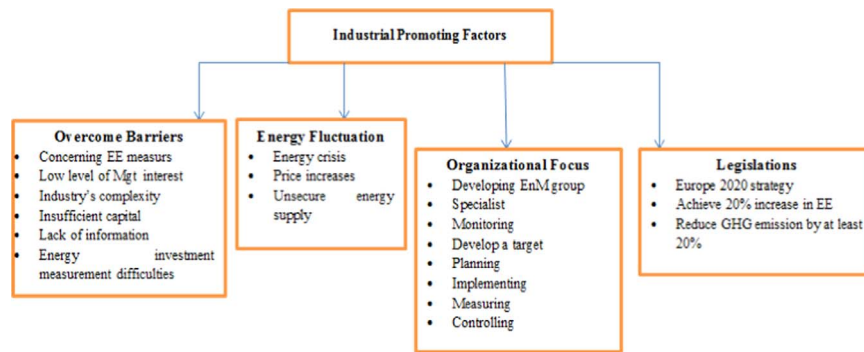 Industrial Promoting Factors
Overcome Barriers
• Concerning EE measurs
• Low level of Mgt interest
• Industry's complexity
• Insufficient capital
• Lack of information
• Energy investment
measurement difficulties
Energy Fluctuation
• Energy crisis
• Price increases
• Unsecure energy
supply
Organizational Focus
• Developing EnM group
• Specialist
• Monitoring
• Develop a target
• Planning
• Implementing
• Measuring
• Controlling
Legislations
• Europe 2020 strategy
• Achieve 20% increase in EE
• Reduce GHG emission by at least
20%